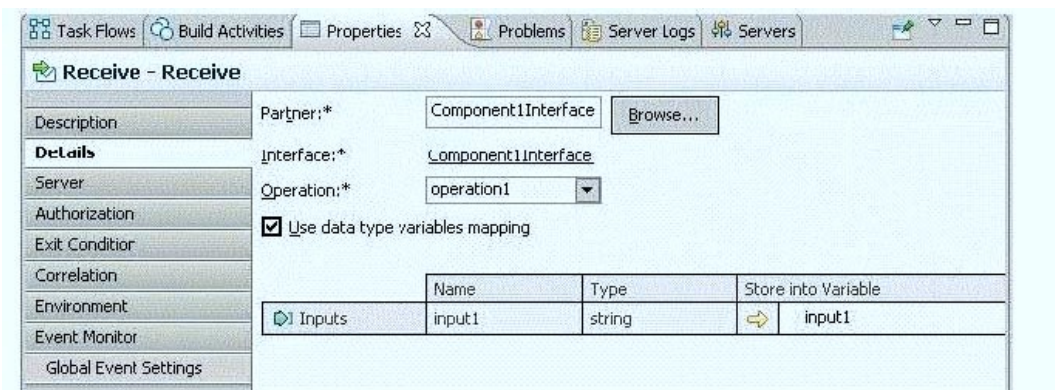 Task Flows Build Activities Properties Problems Server Logs Servers
Receive - Receive
Description
Details
Server
Authorization
Exit Condition
Correlation
Environment
Event Monitor
Global Event Settings
Partner:* Component1Interface Browse...
Interface:* Component1Interface
Operation:* operation1
Use data type variables mapping
Name Type Store into Variable
Inputs input1 string input1